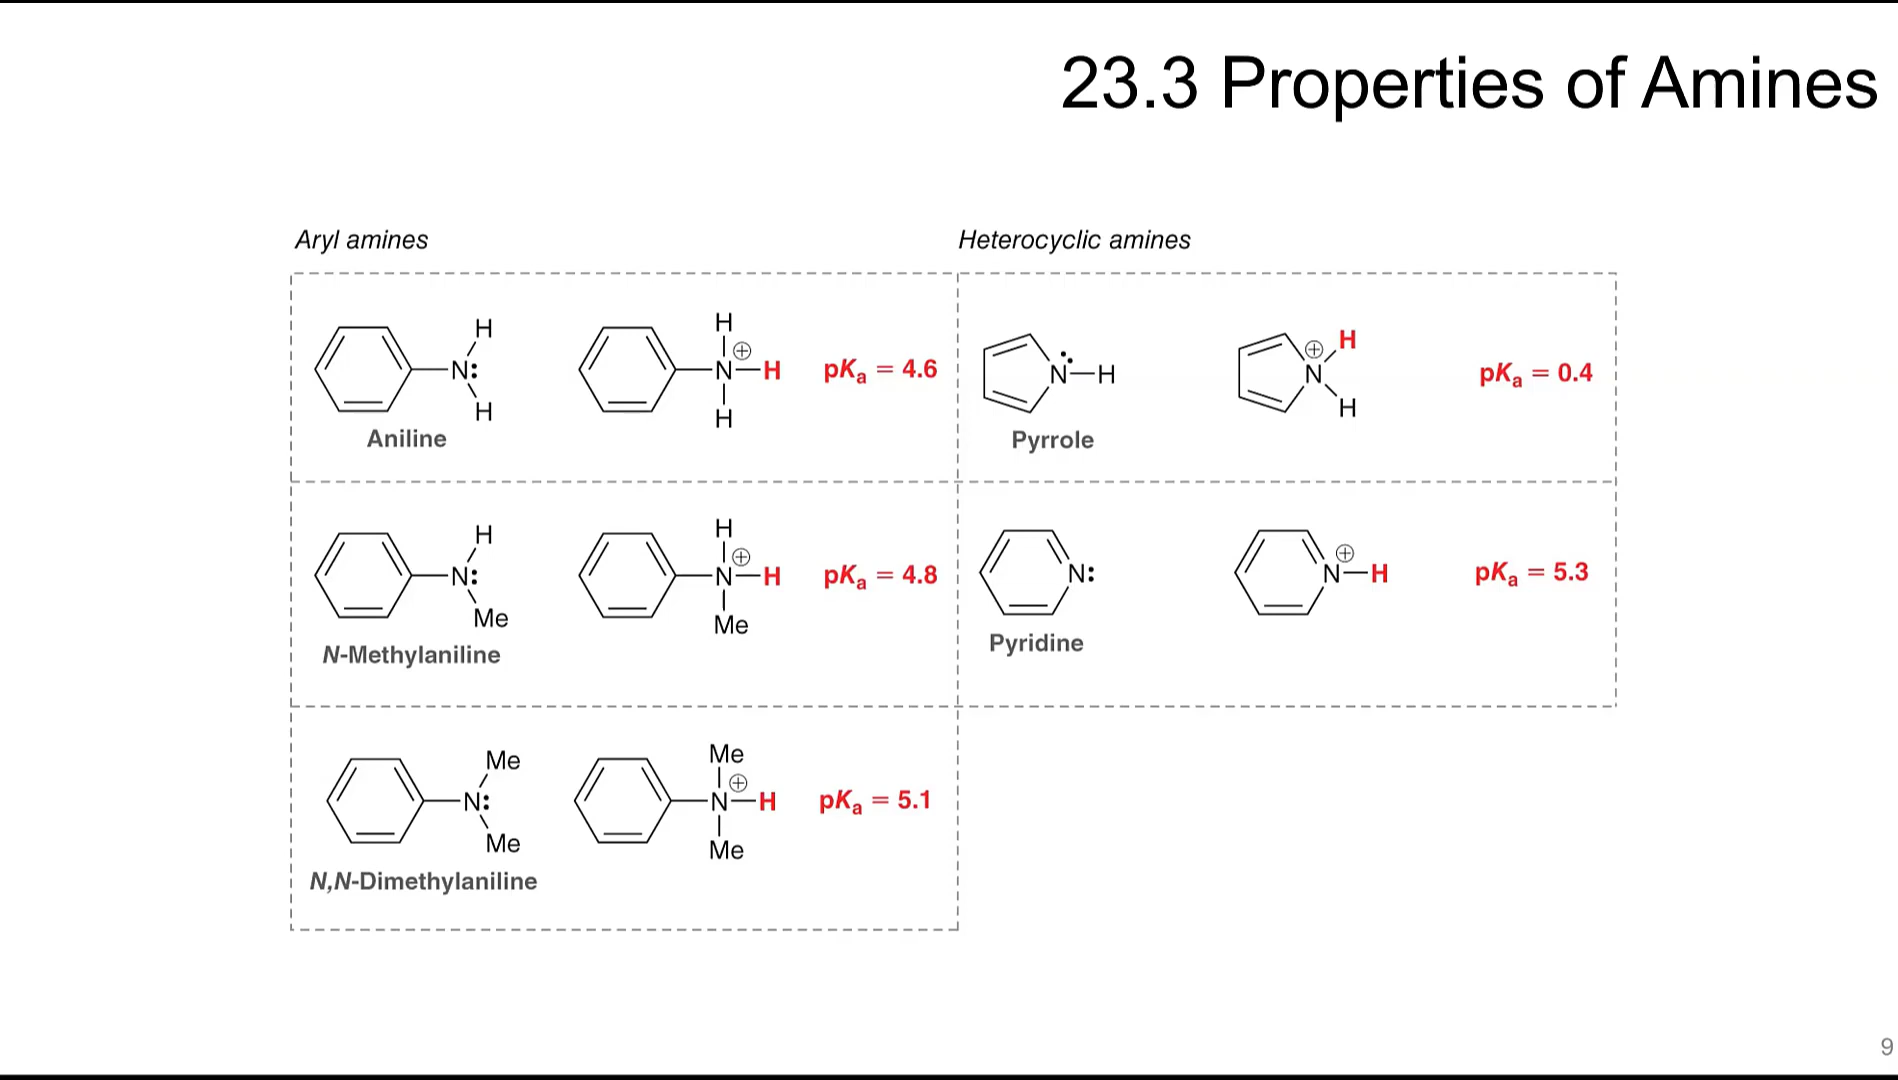 23.3 Properties of Amines
Aryl amines
Heterocyclic amines
H
N:
H
Aniline
H
⊕
N H
H
pKa = 4.6
N H
Pyrrole
⊕ H
N
H
pKa = 0.4
H
N:
Me
N-Methylaniline
H
⊕
N H
Me
pKa = 4.8
N:
Pyridine
⊕
N H
pKa = 5.3
Me
N:
Me
N,N-Dimethylaniline
Me
⊕
N H
Me
pKa = 5.1
9